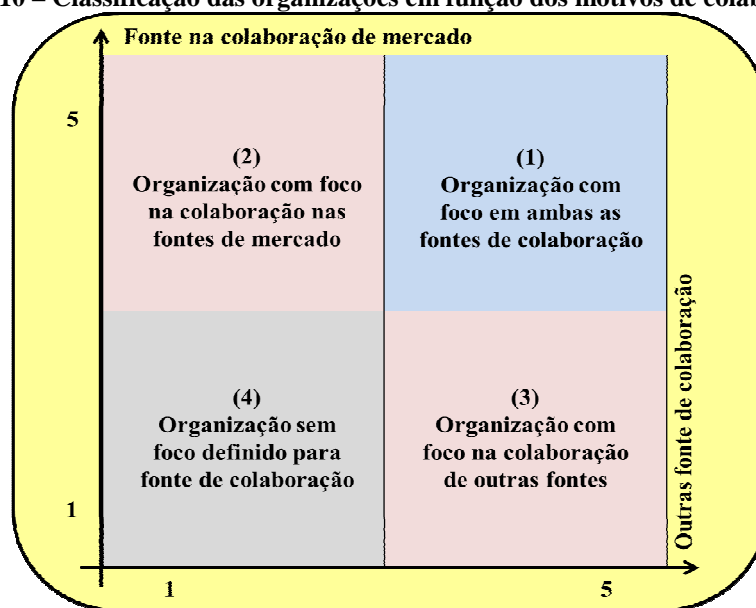 10 – Classificação das organizações em função dos motivos de
Fonte na colaboração de mercado
5
(2)
Organização com foco
na colaboração nas
fontes de mercado
(1)
Organização com
foco em ambas as
fontes de colaboração
(4)
Organização sem
foco definido para
fonte de colaboração
(3)
Organização com
foco na colaboração
de outras fontes
Outras fonte de colaboração
1
1
5